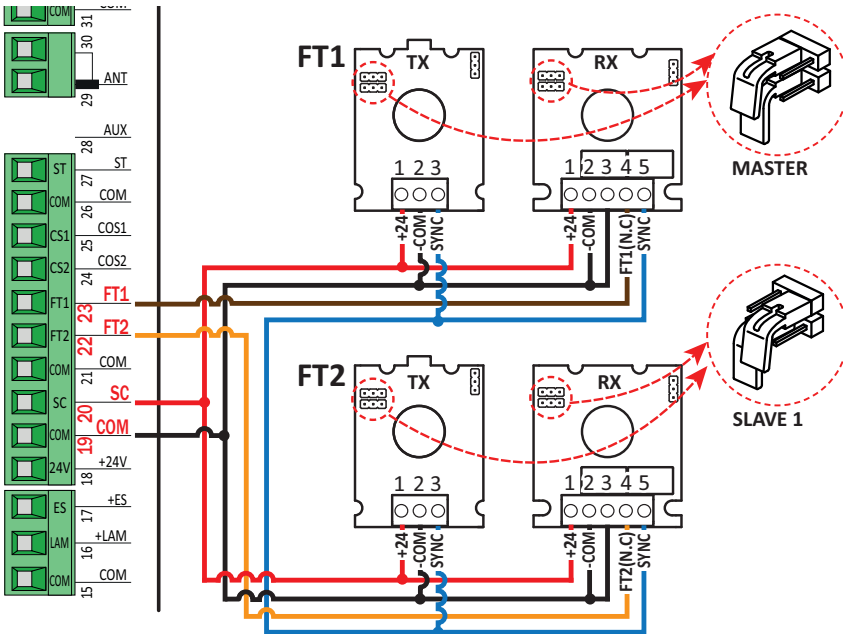 COM
31
30
29
ANT
28
AUX
ST
27
ST
COM
26
COM
CS1
25
COS1
CS2
24
COS2
FT1
23
FT1
FT2
22
FT2
COM
21
COM
SC
20
SC
COM
19
COM
24V
18
+24V
ES
17
+ES
LAM
16
+LAM
COM
15
COM
FT1
TX
1 2 3
+24
-COM
SYNC
RX
1 2 3 4 5
+24
-COM
FT1(N.C)
SYNC
MASTER
FT2
TX
1 2 3
+24
-COM
SYNC
RX
1 2 3 4 5
+24
-COM
FT2(N.C)
SYNC
SLAVE 1